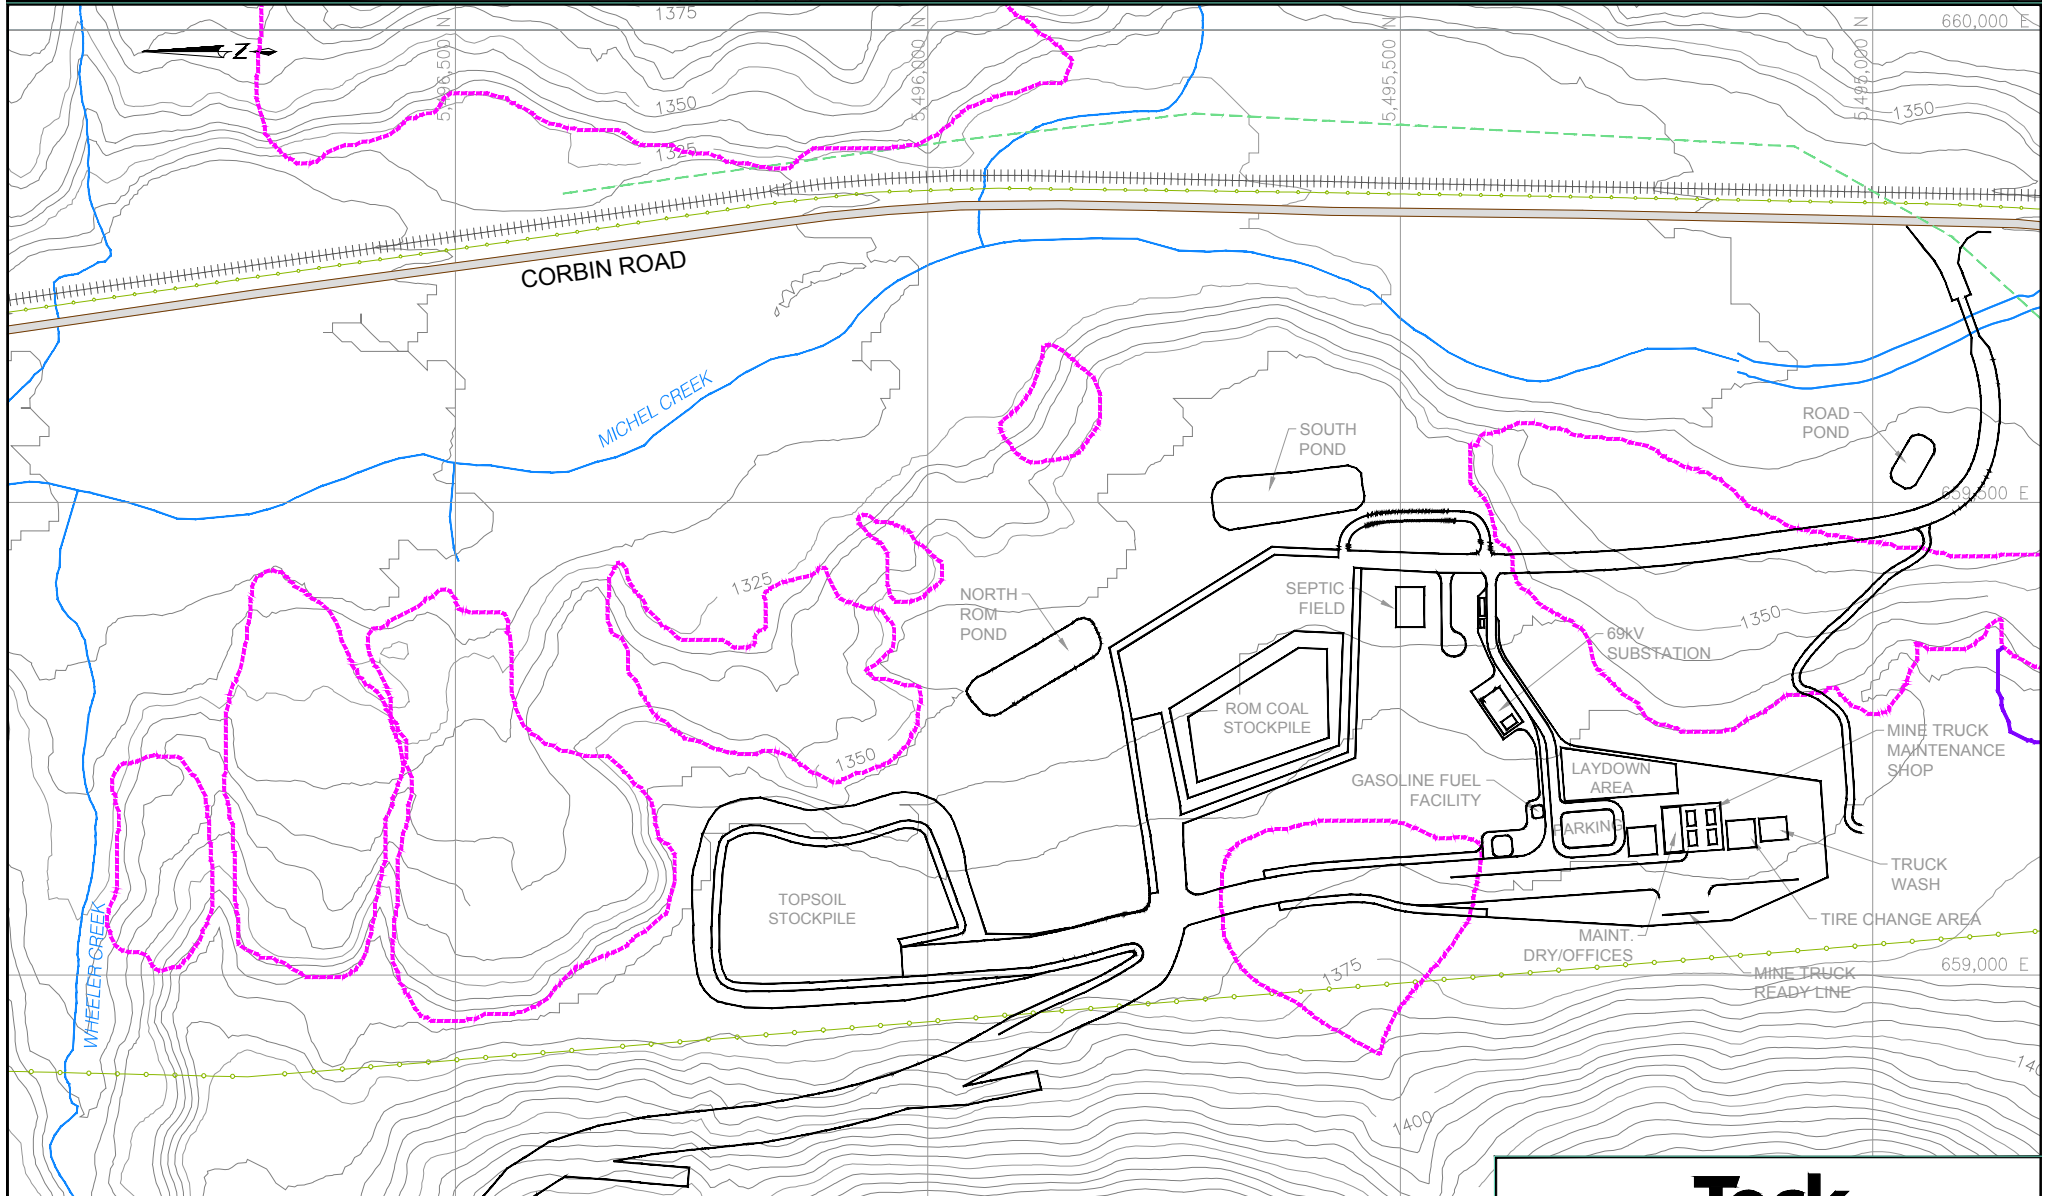 1375
5,496,500 N
5,496,000 N
5,495,500 N
5,495,000 N
660,000 E
Z
1350
1350
1325
CORBIN ROAD
MICHEL CREEK
ROAD
POND
SOUTH
POND
659,500 E
1325
NORTH
ROM
POND
SEPTIC
FIELD
1350
69kV
SUBSTATION
ROM COAL
STOCKPILE
MINE TRUCK
MAINTENANCE
SHOP
1350
LAYDOWN
AREA
GASOLINE FUEL
FACILITY
PARKING
TRUCK
WASH
TOPSOIL
STOCKPILE
TIRE CHANGE AREA
WHEELER CREEK
MAINT.
DRY/OFFICES
659,000 E
1375
MINE TRUCK
READY LINE
1400
Teck